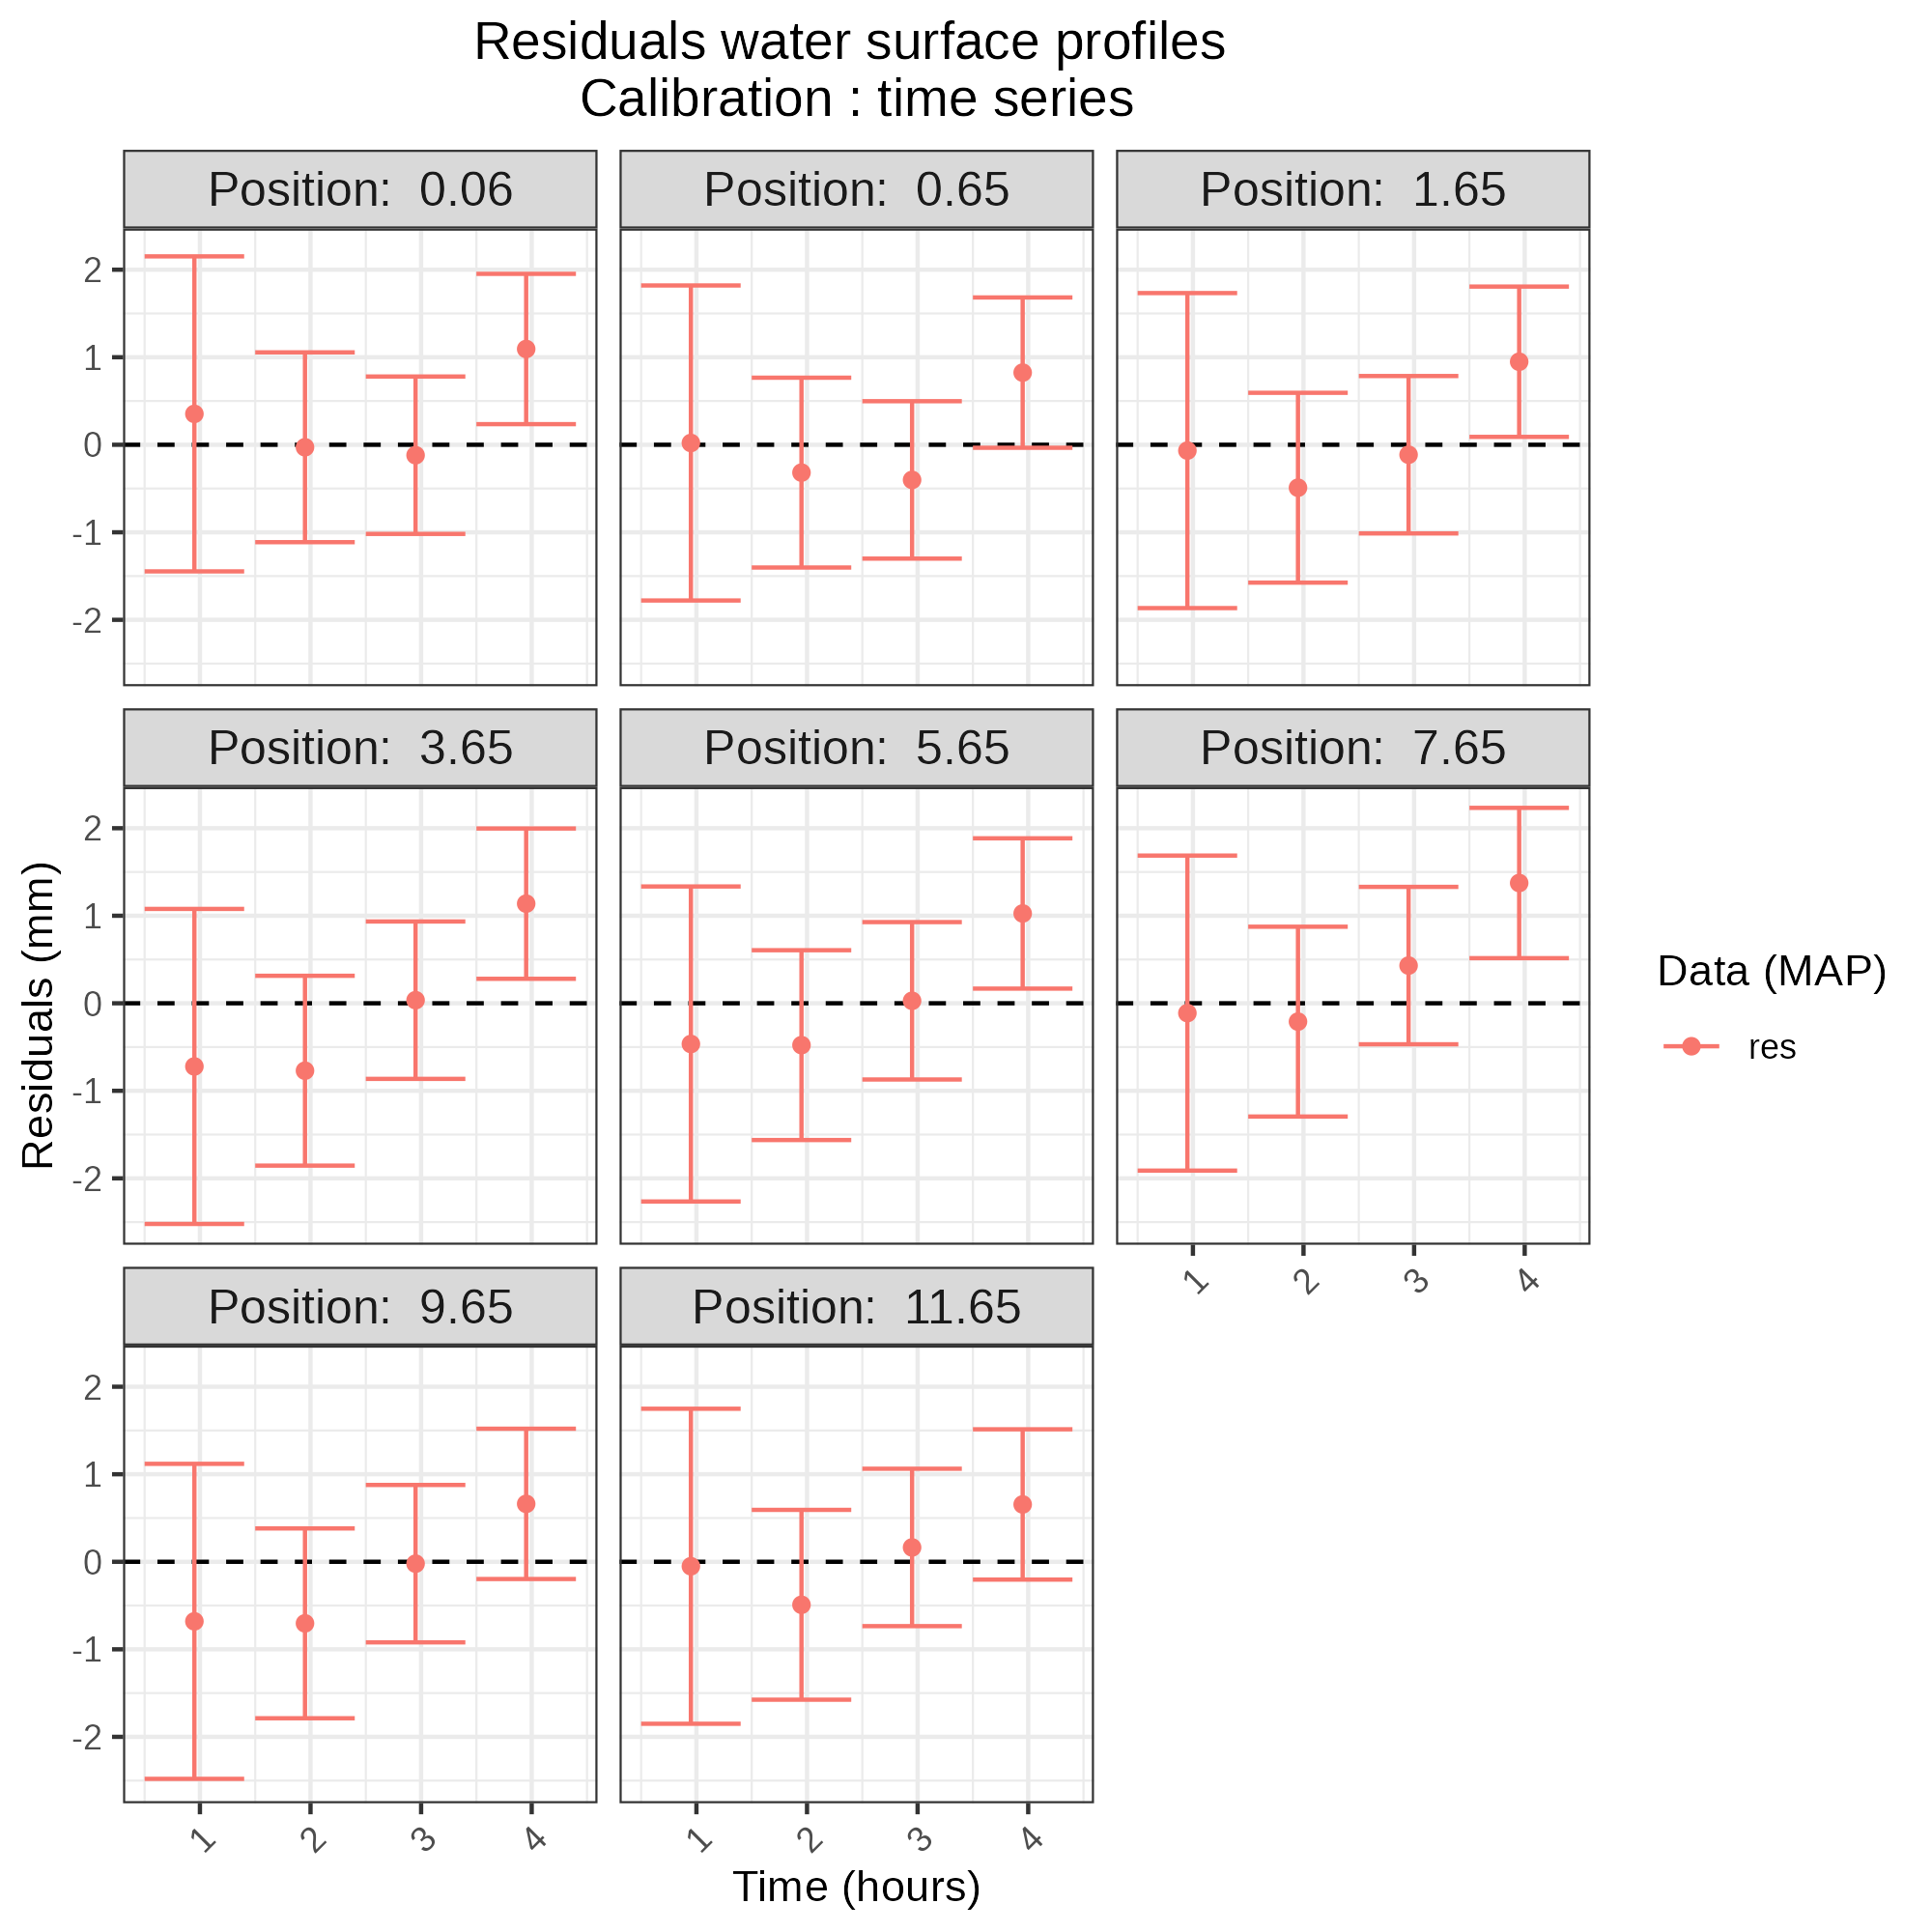 Residuals water surface profiles
Calibration : time series
Position: 0.06
Position: 0.65
Position: 1.65
2
1
0
-1
-2
Position: 3.65
Position: 5.65
Position: 7.65
2
1
0
-1
-2
1 2 3 4
Position: 9.65
Position: 11.65
2
1
0
-1
-2
1 2 3 4
1 2 3 4
Time (hours)
Residuals (mm)
Data (MAP)
res